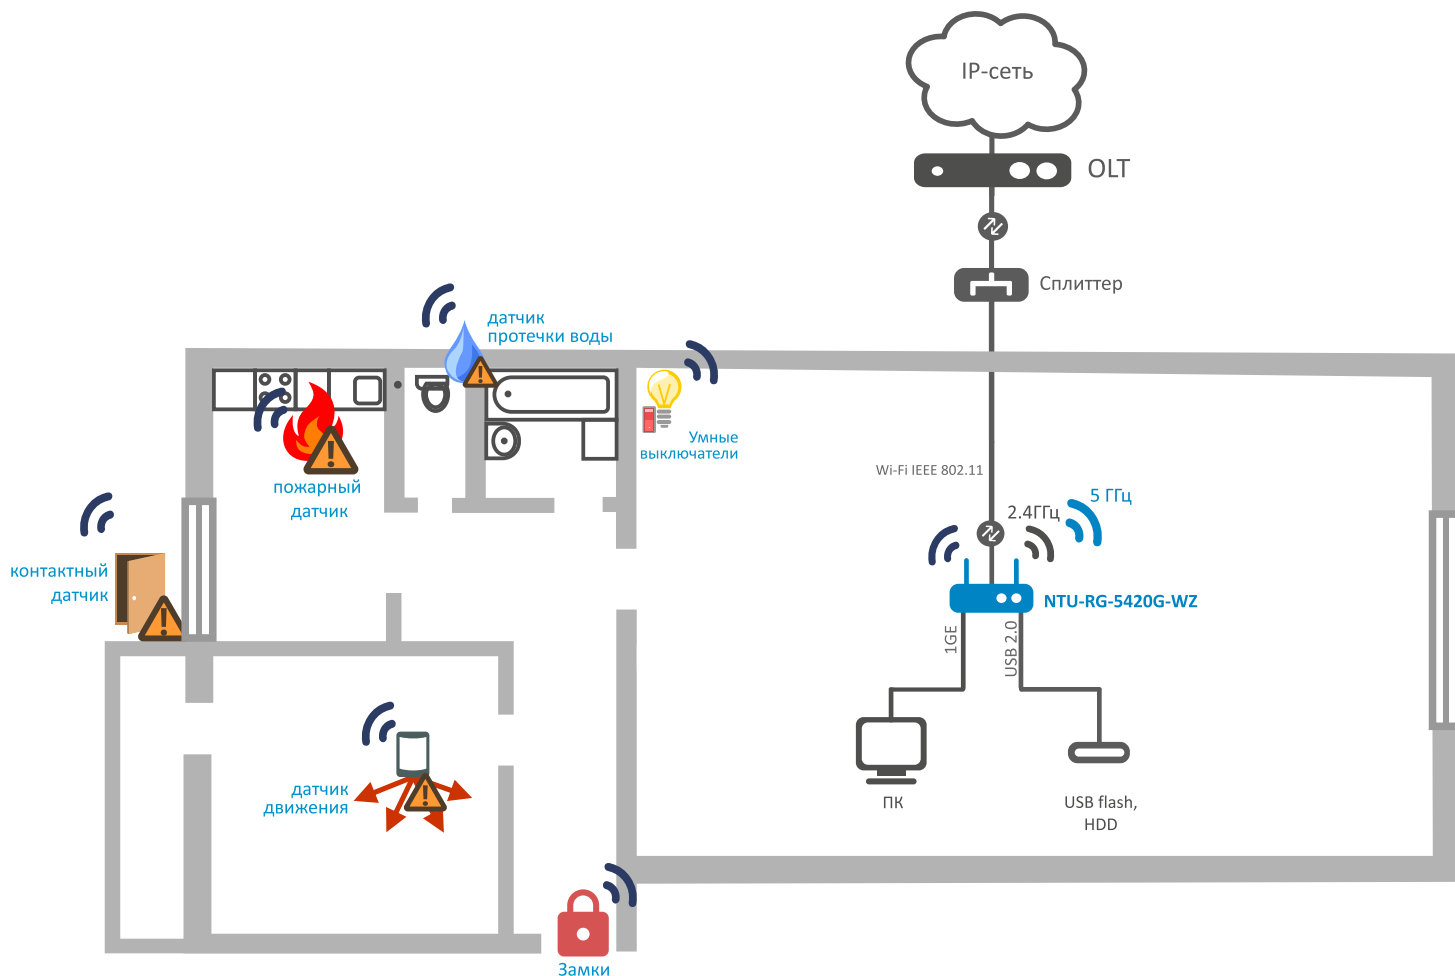 IP-сеть
OLT
Сплиттер
датчик
протечки воды
Умные
выключатели
пожарный
датчик
Wi-Fi IEEE 802.11
5 ГГц
2.4ГГц
контактный
датчик
NTU-RG-5420G-WZ
1GE
USB 2.0
датчик
движения
ПК
USB flash,
HDD
Замки